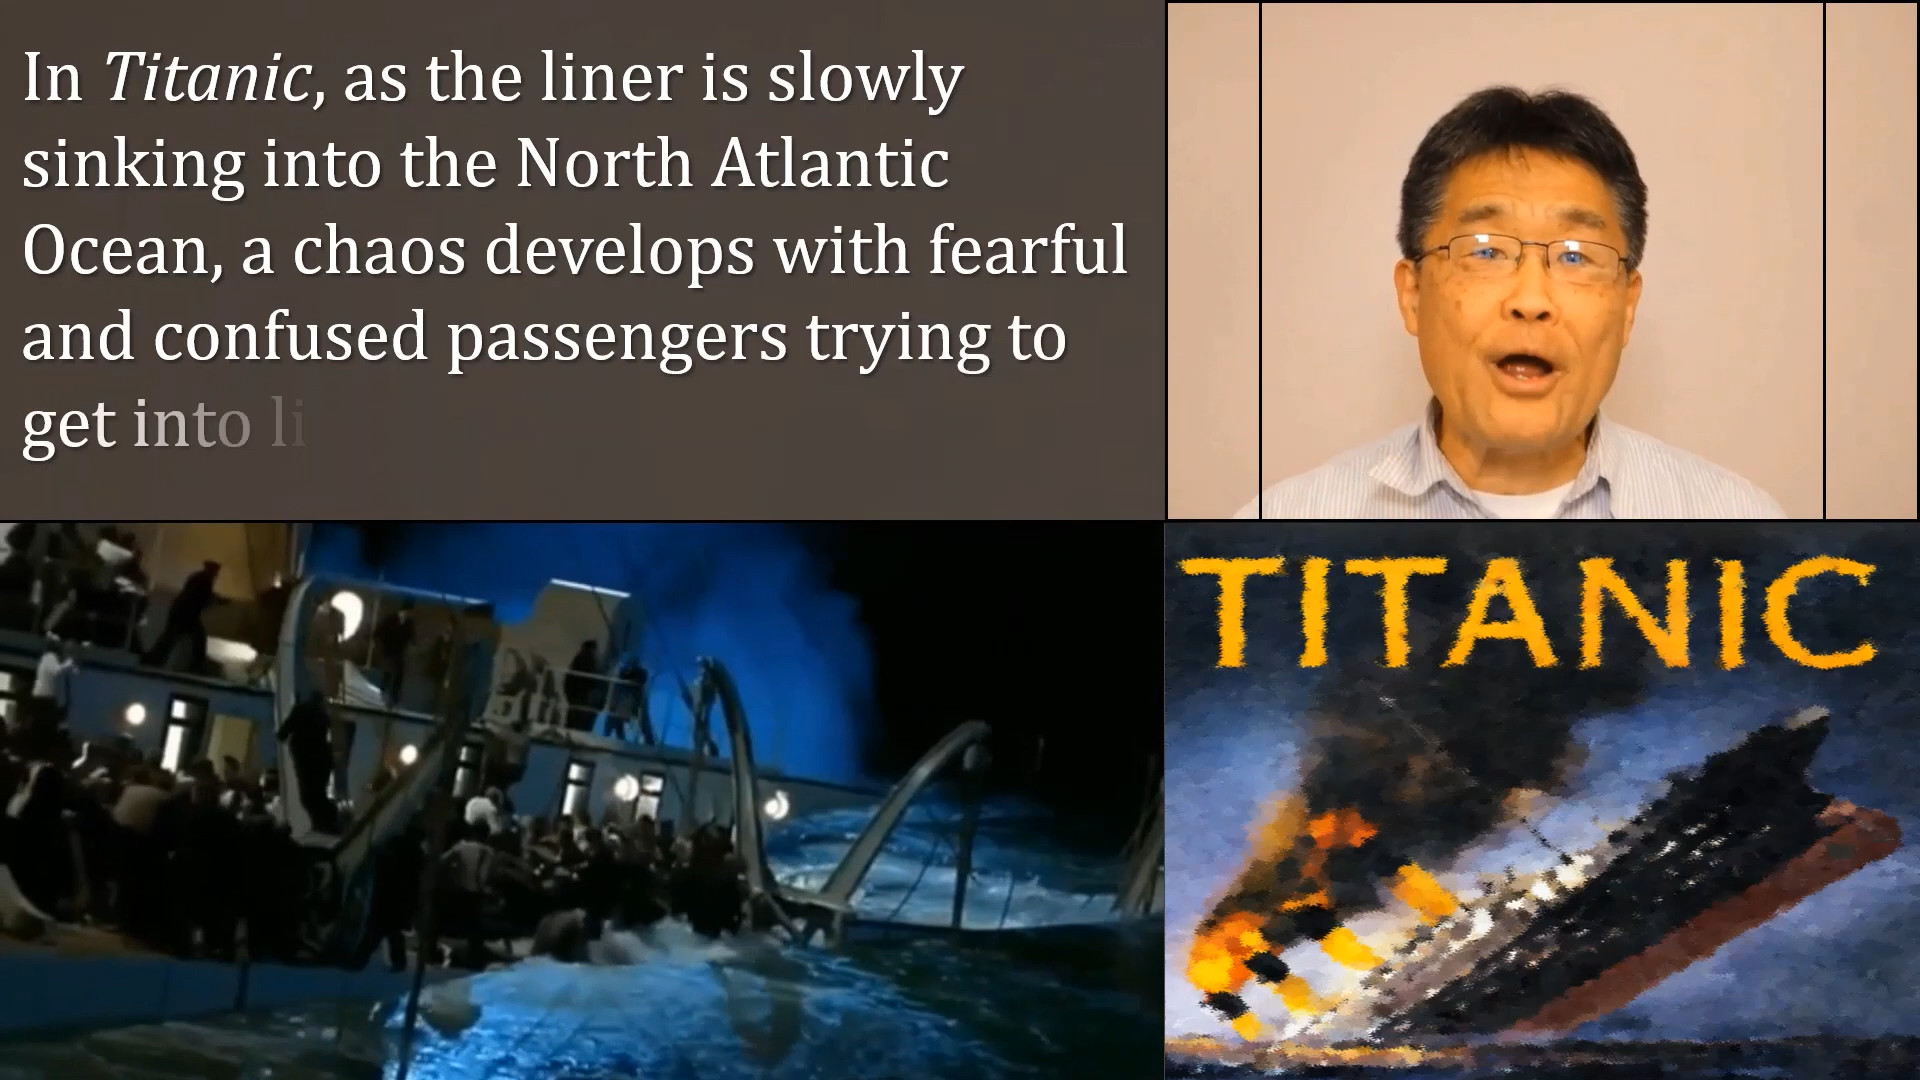 In Titanic, as the liner is slowly
sinking into the North Atlantic
Ocean, a chaos develops with fearful
and confused passengers trying to
get into li
TITANIC